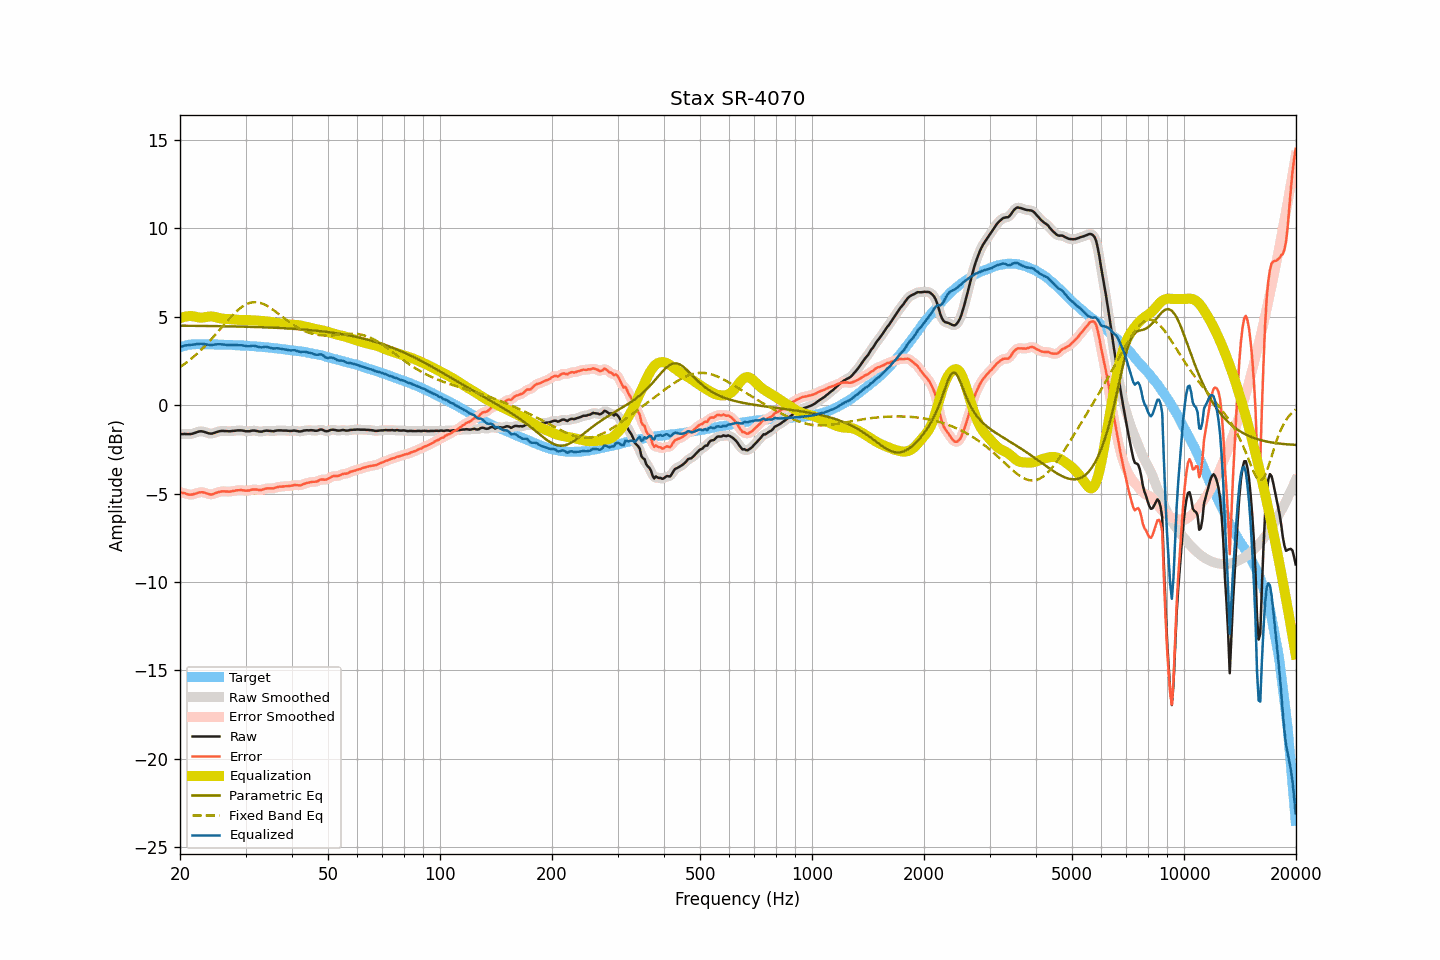 Stax SR-4070
Amplitude (dBr)
15
10
5
0
−5
−10
−15
−20
−25
Target
Raw Smoothed
Error Smoothed
Raw
Error
Equalization
Parametric Eq
Fixed Band Eq
Equalized
20 50 100 200 500 1000 2000 5000 10000 20000
Frequency (Hz)